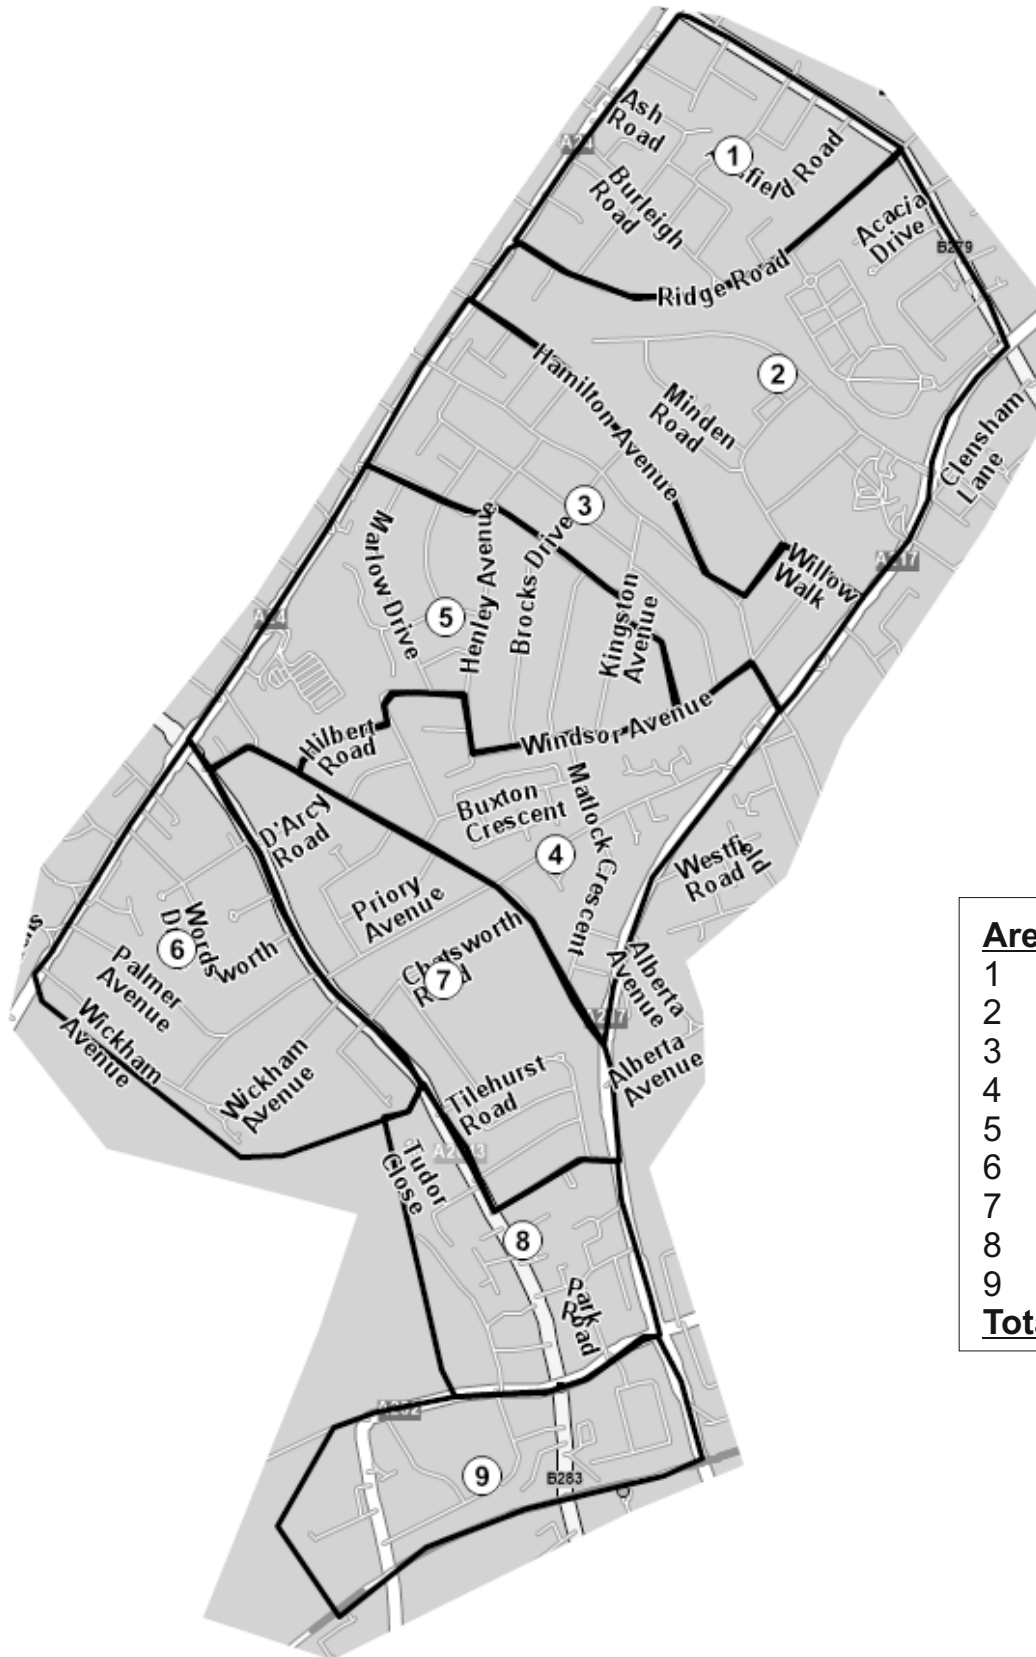 Ash
Road
1
Road
A24
Burleigh
Road
Acacia
Drive
B279
Ridge Road
2
Hamilton Avenue
Minden
Road
Clensham
Lane
3
Marlow Drive
Henley Avenue
Brocks Drive
Willow
Walk
A217
A24
5
Kingston
Avenue
Hilbert
Road
Windsor Avenue
D'Arcy
Road
Buxton
Crescent
Matlock Crescent
4
Westfield
Road
Priory
Avenue
6
Wordsworth
Palmer
Avenue
Chatsworth
Road
7
Alberta
Avenue
A217
Wickham
Avenue
Wickham
Avenue
Tilehurst
Road
Alberta
Avenue
Tudor
Close
8
Park
Road
A232
9
B283
1
2
3
4
5
6
7
8
9